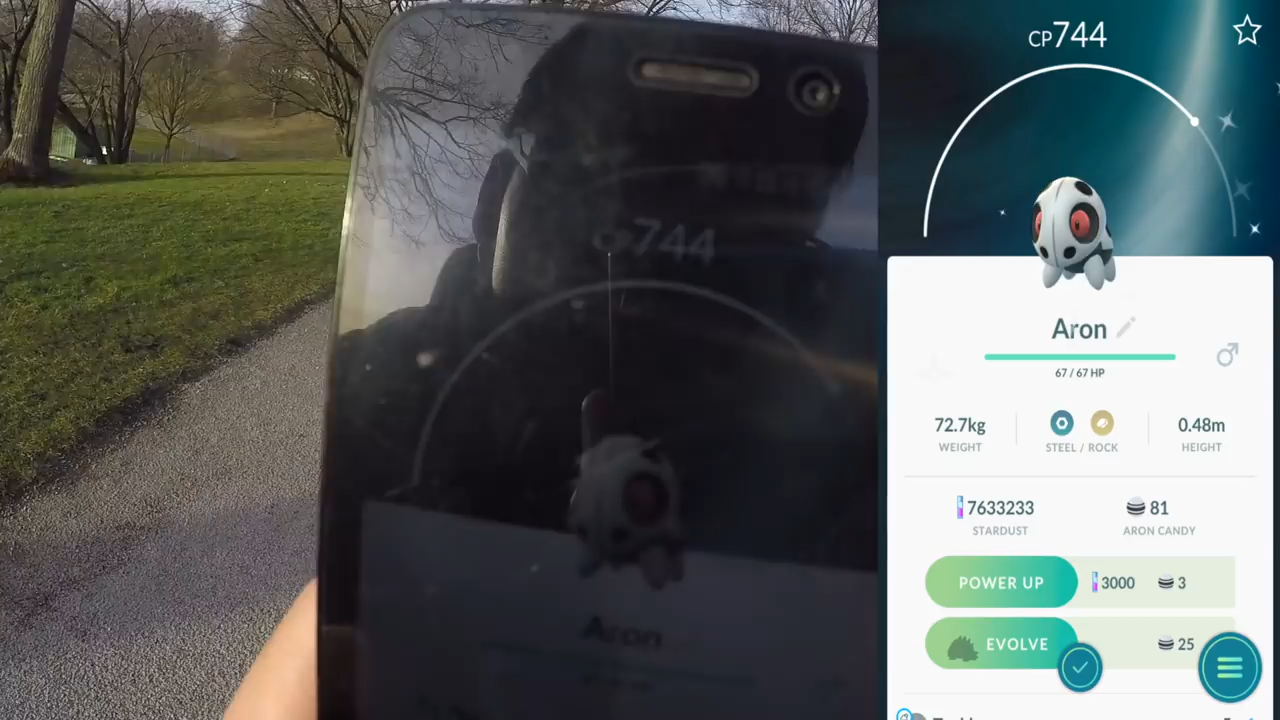 CP744
Aron
CP744
Aron
67 / 67 HP
72.7kg
WEIGHT
STEEL / ROCK
0.48m
HEIGHT
7633233
STARDUST
81
ARON CANDY
POWER UP
3000
3
EVOLVE
25